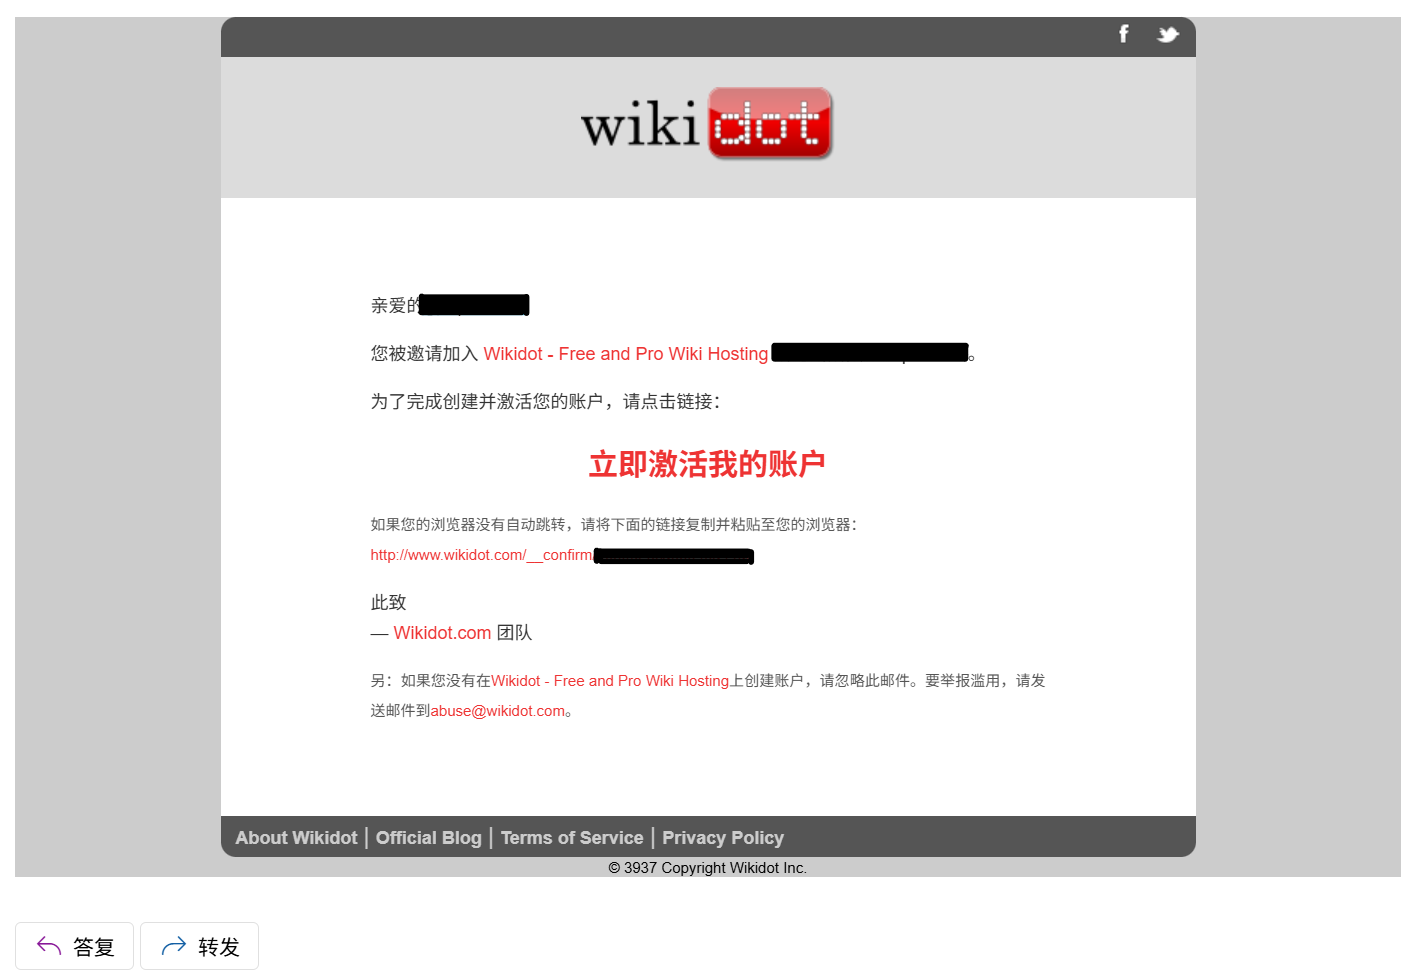 f
wikidot
亲爱的
您被邀请加入 Wikidot - Free and Pro Wiki Hosting 。
为了完成创建并激活您的账户，请点击链接：
立即激活我的账户
如果您的浏览器没有自动跳转，请将下面的链接复制并粘贴至您的浏览器：
http://www.wikidot.com/__confirm/
此致
— Wikidot.com 团队
另：如果您没有在Wikidot - Free and Pro Wiki Hosting上创建账户，请忽略此邮件。要举报滥用，请发
送邮件到abuse@wikidot.com。
About Wikidot | Official Blog | Terms of Service | Privacy Policy
© 3937 Copyright Wikidot Inc.
答复 转发